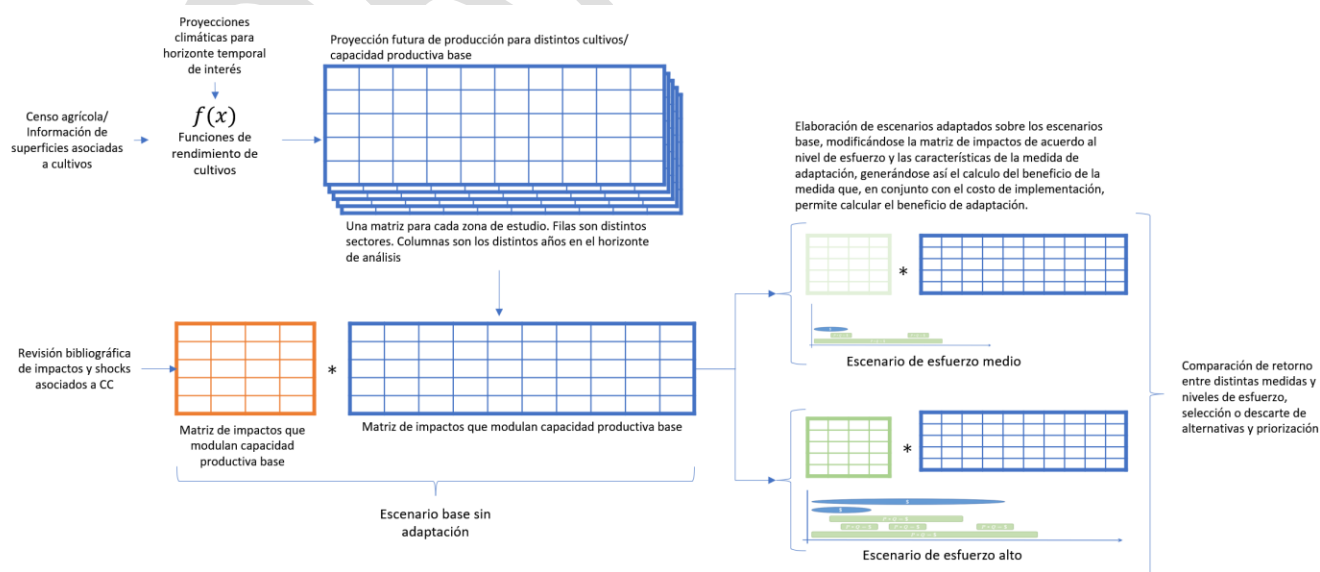 Proyecciones
climáticas para
horizonte temporal
de interés
Censo agrícola/
Información de
superficies asociadas
a cultivos
f(x)
Funciones de
rendimiento de
cultivos
Proyección futura de producción para distintos cultivos/
capacidad productiva base
Una matriz para cada zona de estudio. Filas son distintos
sectores. Columnas son los distintos años en el horizonte
de análisis
Revisión bibliográfica
de impactos y shocks
asociados a CC
*
Matriz de impactos que
modulan capacidad
productiva base
Matriz de impactos que modulan capacidad productiva base
Escenario base sin
adaptación
Elaboración de escenarios adaptados sobre los escenarios
base, modificándose la matriz de impactos de acuerdo al
nivel de esfuerzo y las características de la medida de
adaptación, generándose así el calculo del beneficio de la
medida que, en conjunto con el costo de implementación,
permite calcular el beneficio de adaptación.
*
Escenario de esfuerzo medio
*
Escenario de esfuerzo alto
Comparación de retorno
entre distintas medidas y
niveles de esfuerzo,
selección o descarte de
alternativas y priorización